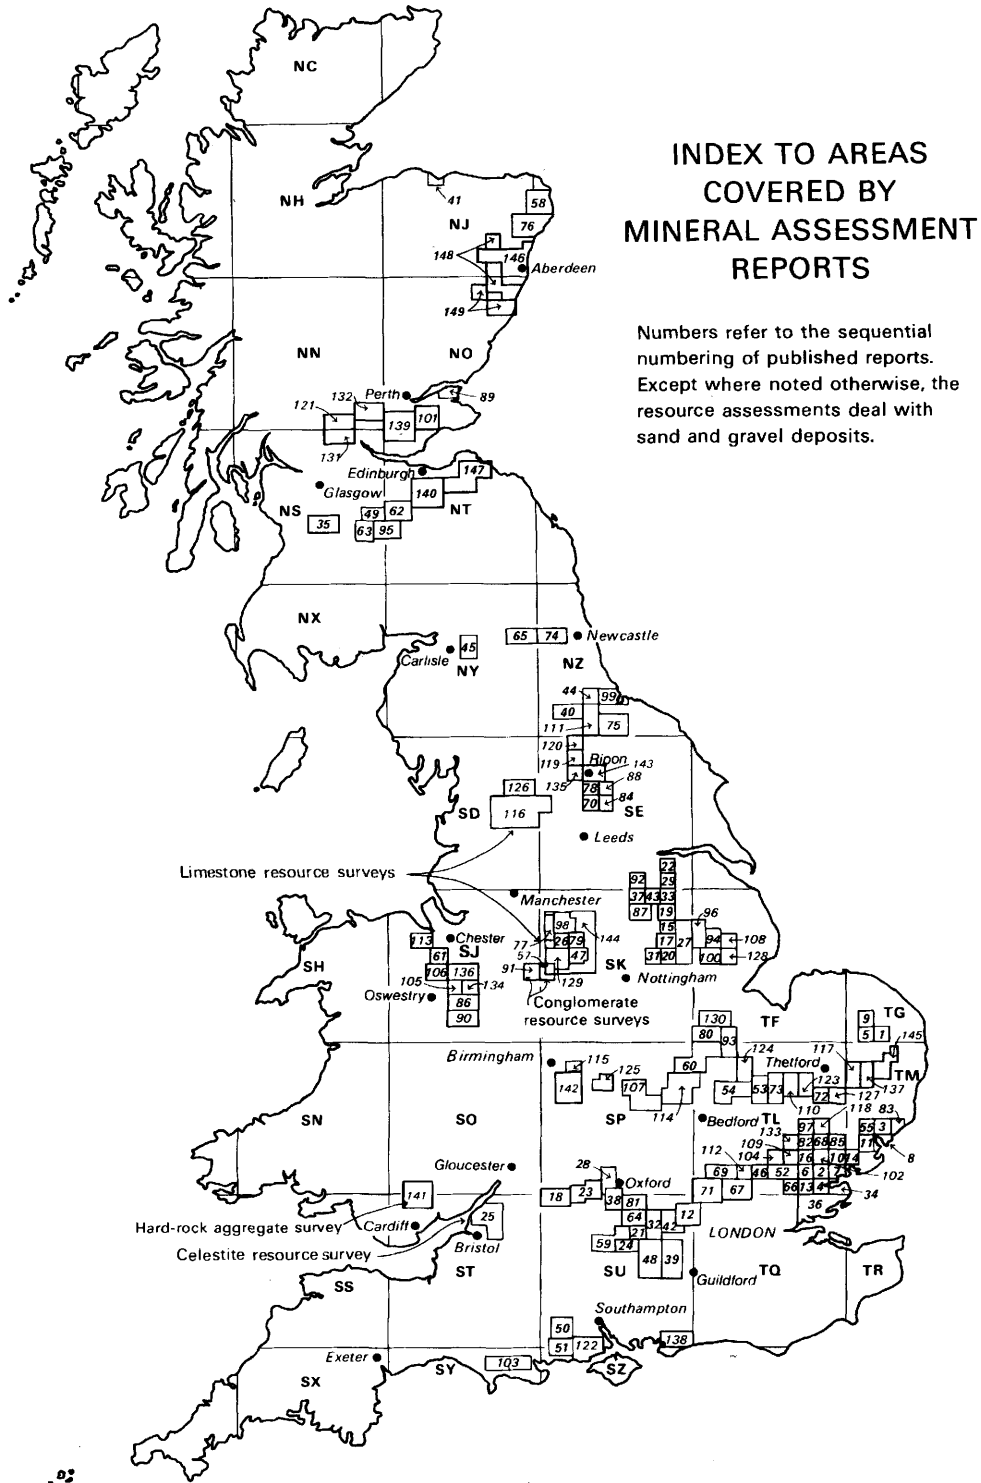 INDEX TO AREAS
COVERED BY
MINERAL ASSESSMENT
REPORTS
Numbers refer to the sequential
numbering of published reports.
Except where noted otherwise, the
resource assessments deal with
sand and gravel deposits.
NC
NH
41
NJ
58
76
148
146
Aberdeen
149
NN
NO
132
Perth
89
121
101
139
131
Edinburgh
147
Glasgow
140
NS
49
62
NT
35
63
95
NX
65
74
Newcastle
45
Carlisle
NY
NZ
44
99
40
111
75
120
119
Ripon
143
135
88
126
78
70
84
SD
116
SE
Leeds
Limestone resource surveys
22
92
29
37
43
33
Manchester
87
19
96
98
15
113
Chester
77
26
79
144
17
27
94
108
SJ
61
57
47
31
20
100
128
SH
106
136
91
SK
105
134
129
Nottingham
Oswestry
86
Conglomerate
resource surveys
90
130
TF
9
TG
80
93
5
1
145
Birmingham
115
124
117
60
Thetford
TM
142
125
107
123
137
54
53
73
SN
SO
SP
114
110
72
127
Bedford
TL
118
83
97
133
55
3
82
68
85
11
109
112
104
16
10
14
8
Gloucester
28
69
46
52
6
2
7
102
Oxford
141
18
23
38
71
67
66
13
4
34
81
36
Hard-rock aggregate survey
25
64
12
Cardiff
32
42
LONDON
21
Celestite resource survey
Bristol
59
24
48
39
ST
SU
TQ
TR
SS
Guildford
Southampton
50
51
122
138
Exeter
SY
103
SZ
SX